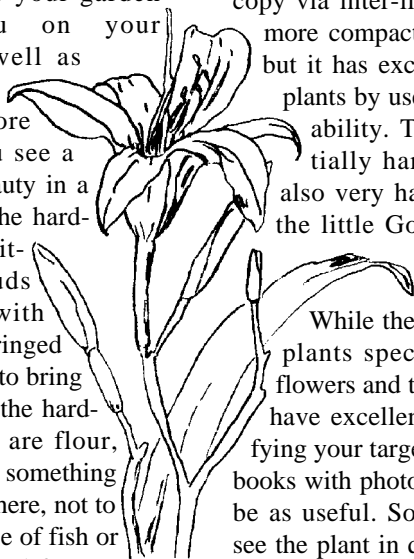 your garden
u on your
well as
ore
u see a
auty in a
he hard-
it-
uds
with
ringed
to bring
the hard-
are flour,
something
here, not to
e of fish or
copy via inter-li
more compact
but it has exc
plants by use
ability. T
tially har
also very ha
the little Go
While the
plants spec
flowers and t
have excellen
fying your targe
books with photo
be as useful. So
see the plant in c